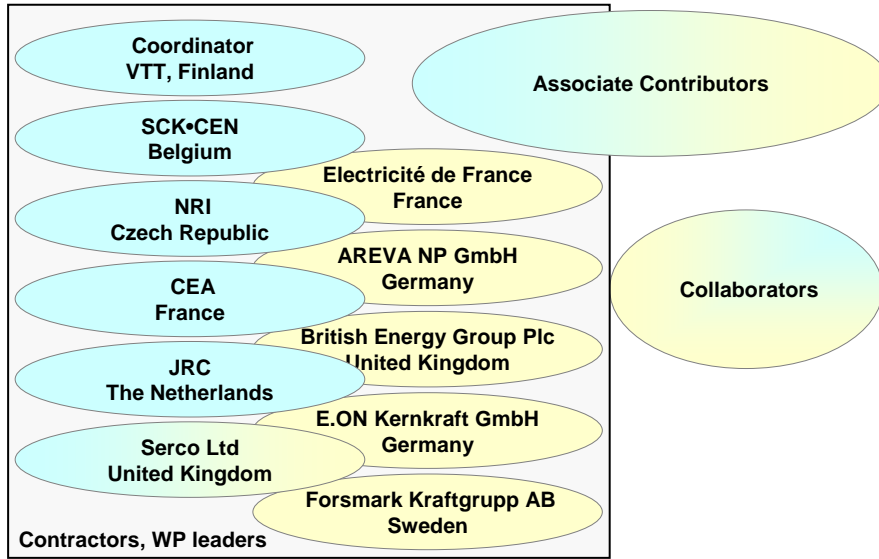 Coordinator
VTT, Finland
SCK•CEN
Belgium
NRI
Czech Republic
CEA
France
JRC
The Netherlands
Serco Ltd
United Kingdom
Electricité de France
France
AREVA NP GmbH
Germany
British Energy Group Plc
United Kingdom
E.ON Kernkraft GmbH
Germany
Forsmark Kraftgrupp AB
Sweden
Contractors, WP leaders
Associate Contributors
Collaborators